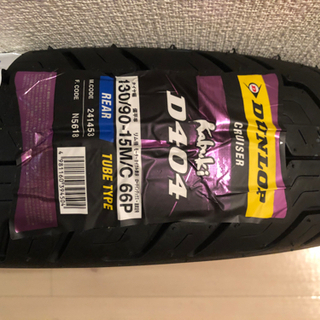 DUNLOP
CRUISER
D404
Kabuki
130/90-15M/C 66P
REAR
TUBE TYPE
M.CODE 241453
F.CODE N5618